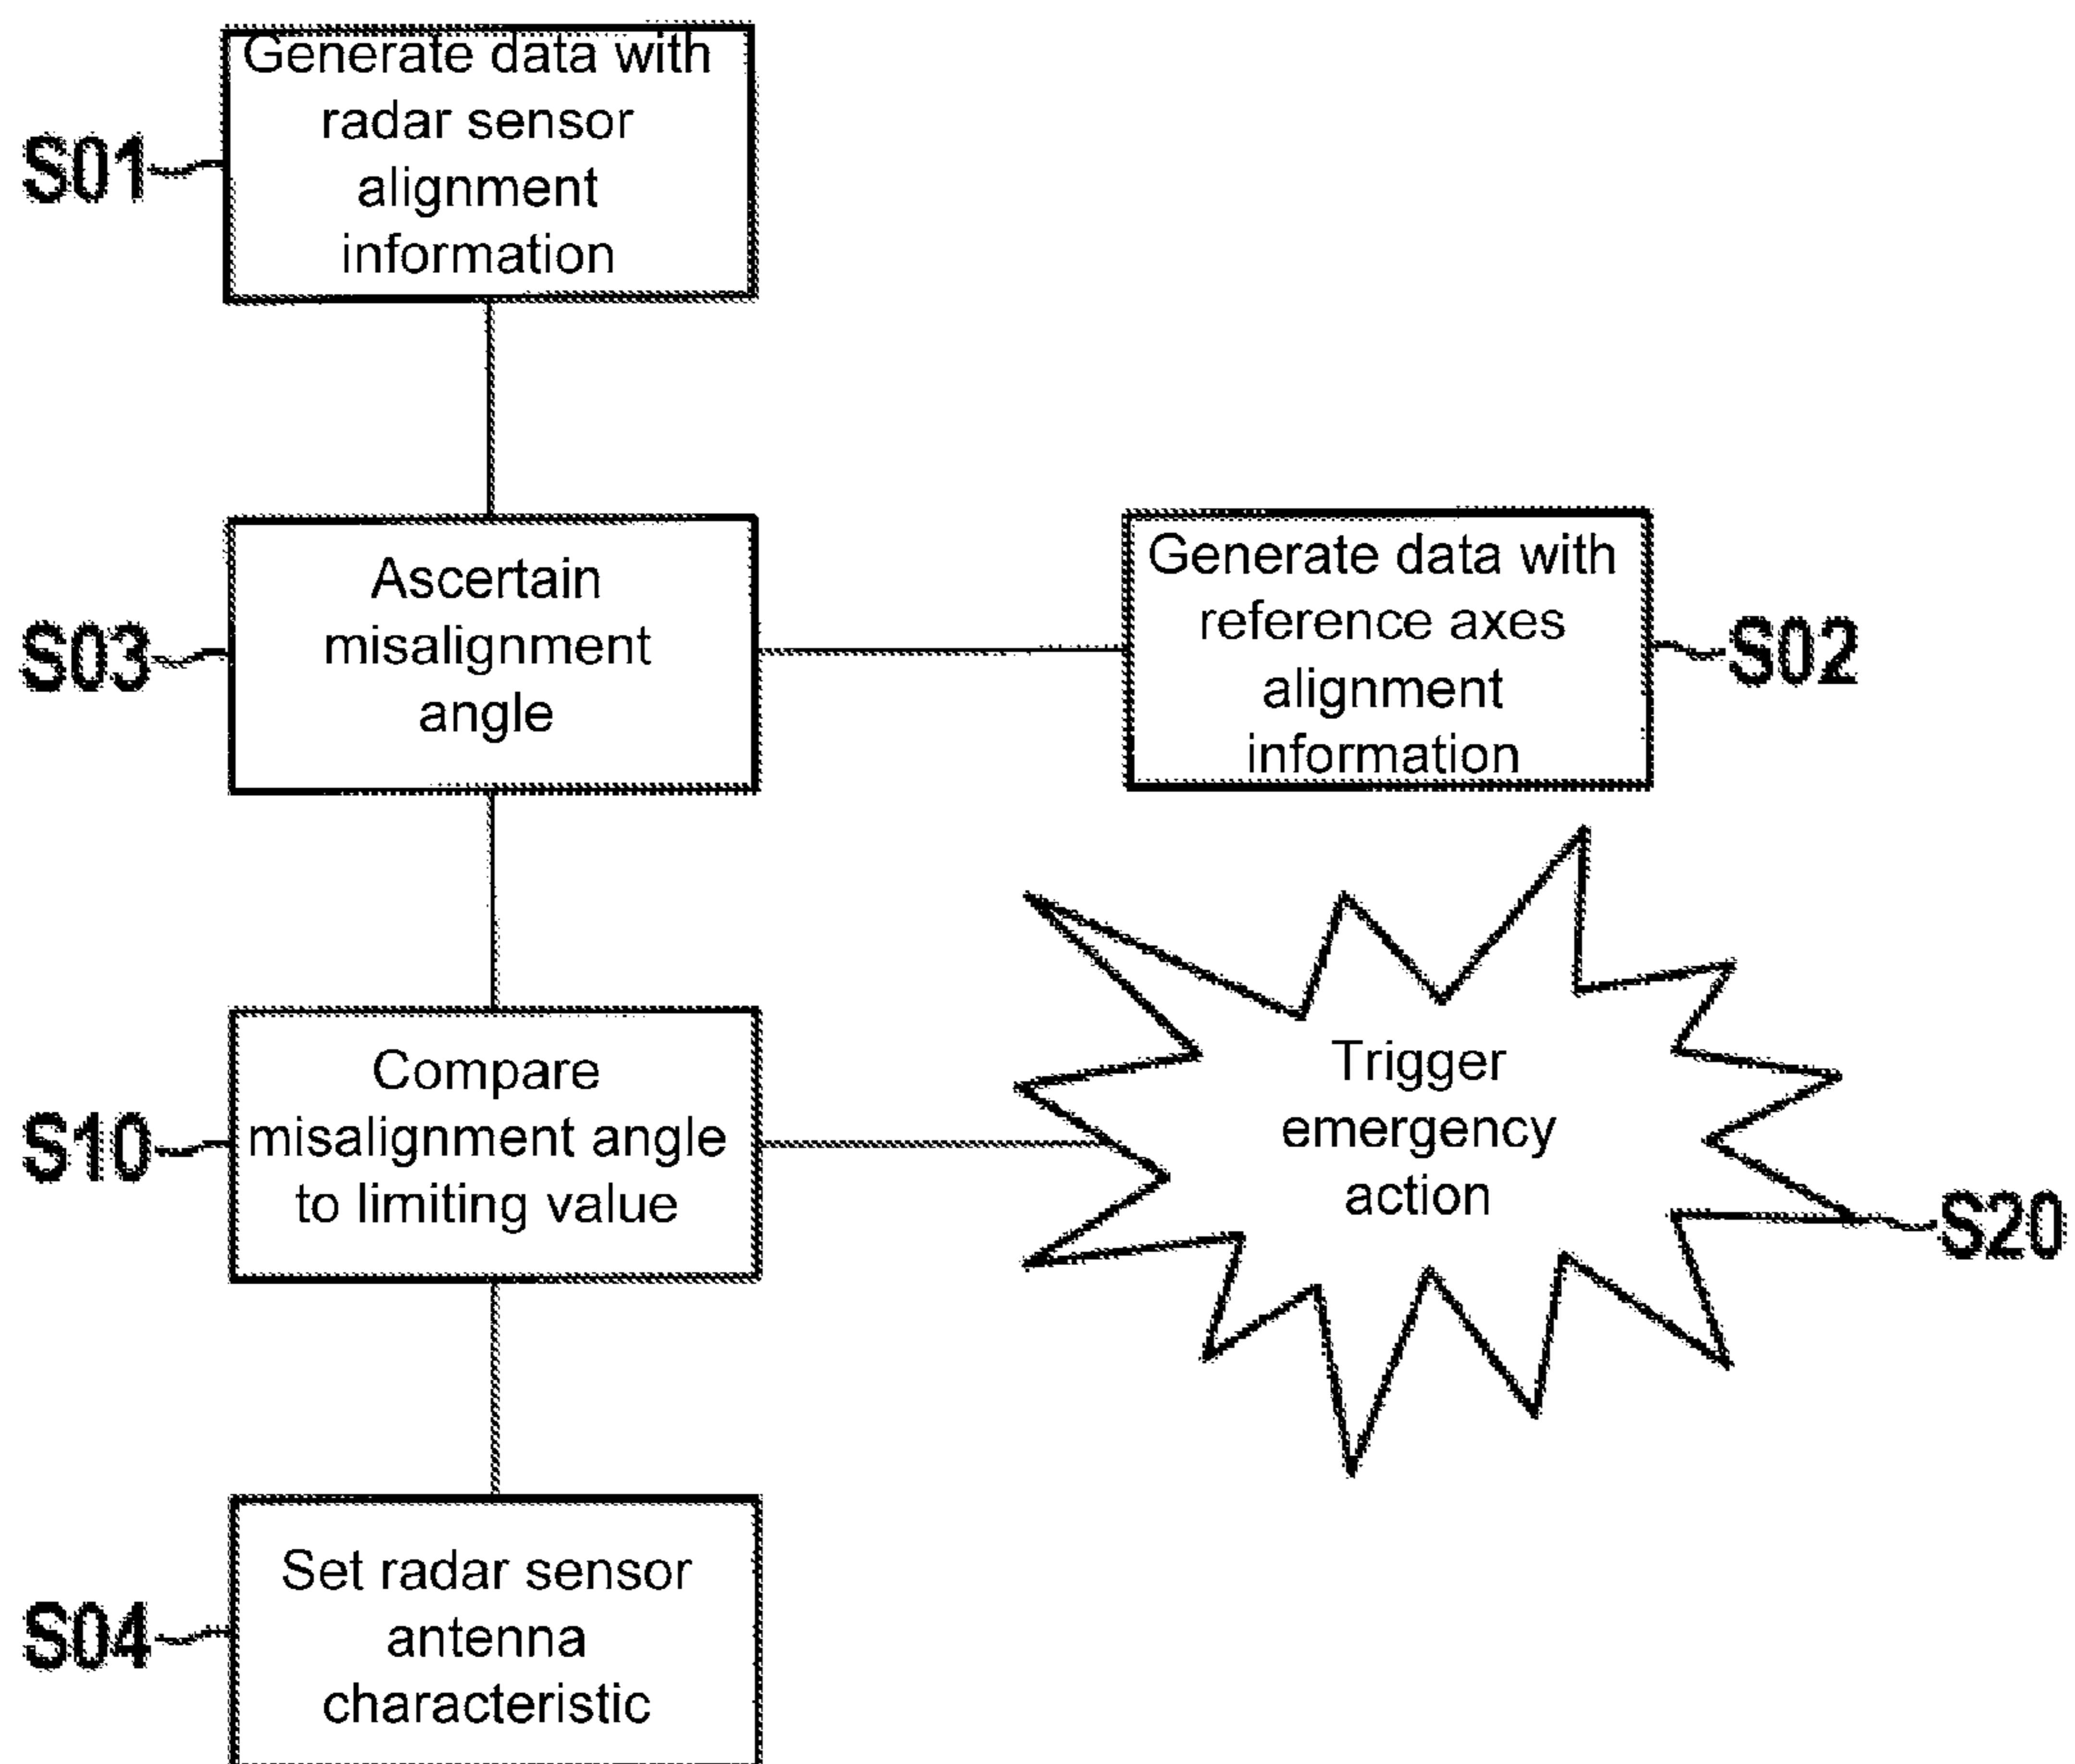 Generate data with
radar sensor
alignment
information
S01
Ascertain
misalignment
angle
S03
Generate data with
reference axes
alignment
information
S02
Compare
misalignment angle
to limiting value
S10
Trigger
emergency
action
S20
Set radar sensor
antenna
characteristic
S04